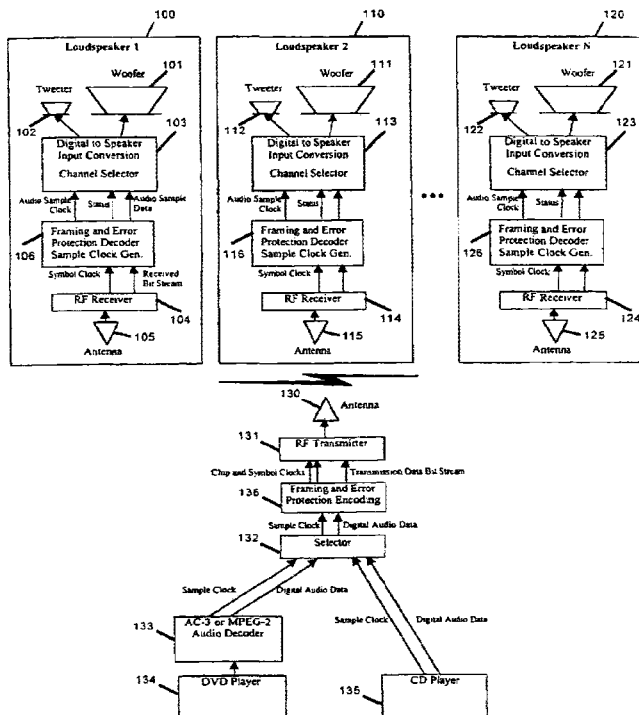 100
Loudspeaker 1
101
Woofer
Tweeter
102
103
Digital to Speaker
Input Conversion
Channel Selector
Audio Sample
Clock
Status
Audio Sample
Data
106
Framing and Error
Protection Decoder
Sample Clock Gen.
Symbol Clock
Received
Bit Stream
RF Receiver
104
105
Antenna
110
Loudspeaker 2
111
Woofer
Tweeter
112
113
Digital to Speaker
Input Conversion
Channel Selector
Audio Sample
Clock
Status
116
Framing and Error
Protection Decoder
Sample Clock Gen.
Symbol Clock
RF Receiver
114
115
Antenna
120
Loudspeaker N
121
Woofer
Tweeter
122
123
Digital to Speaker
Input Conversion
Channel Selector
Audio Sample
Clock
Status
126
Framing and Error
Protection Decoder
Sample Clock Gen.
Symbol Clock
RF Receiver
124
125
Antenna
130
Antenna
131
RF Transmitter
Chip and Symbol Clocks
Transmission Data Bit Stream
136
Framing and Error
Protection Encoding
Sample Clock
Digital Audio Data
132
Selector
Sample Clock
Digital Audio Data
Sample Clock
Digital Audio Data
133
AC-3 or MPEG-2
Audio Decoder
134
DVD Player
135
CD Player